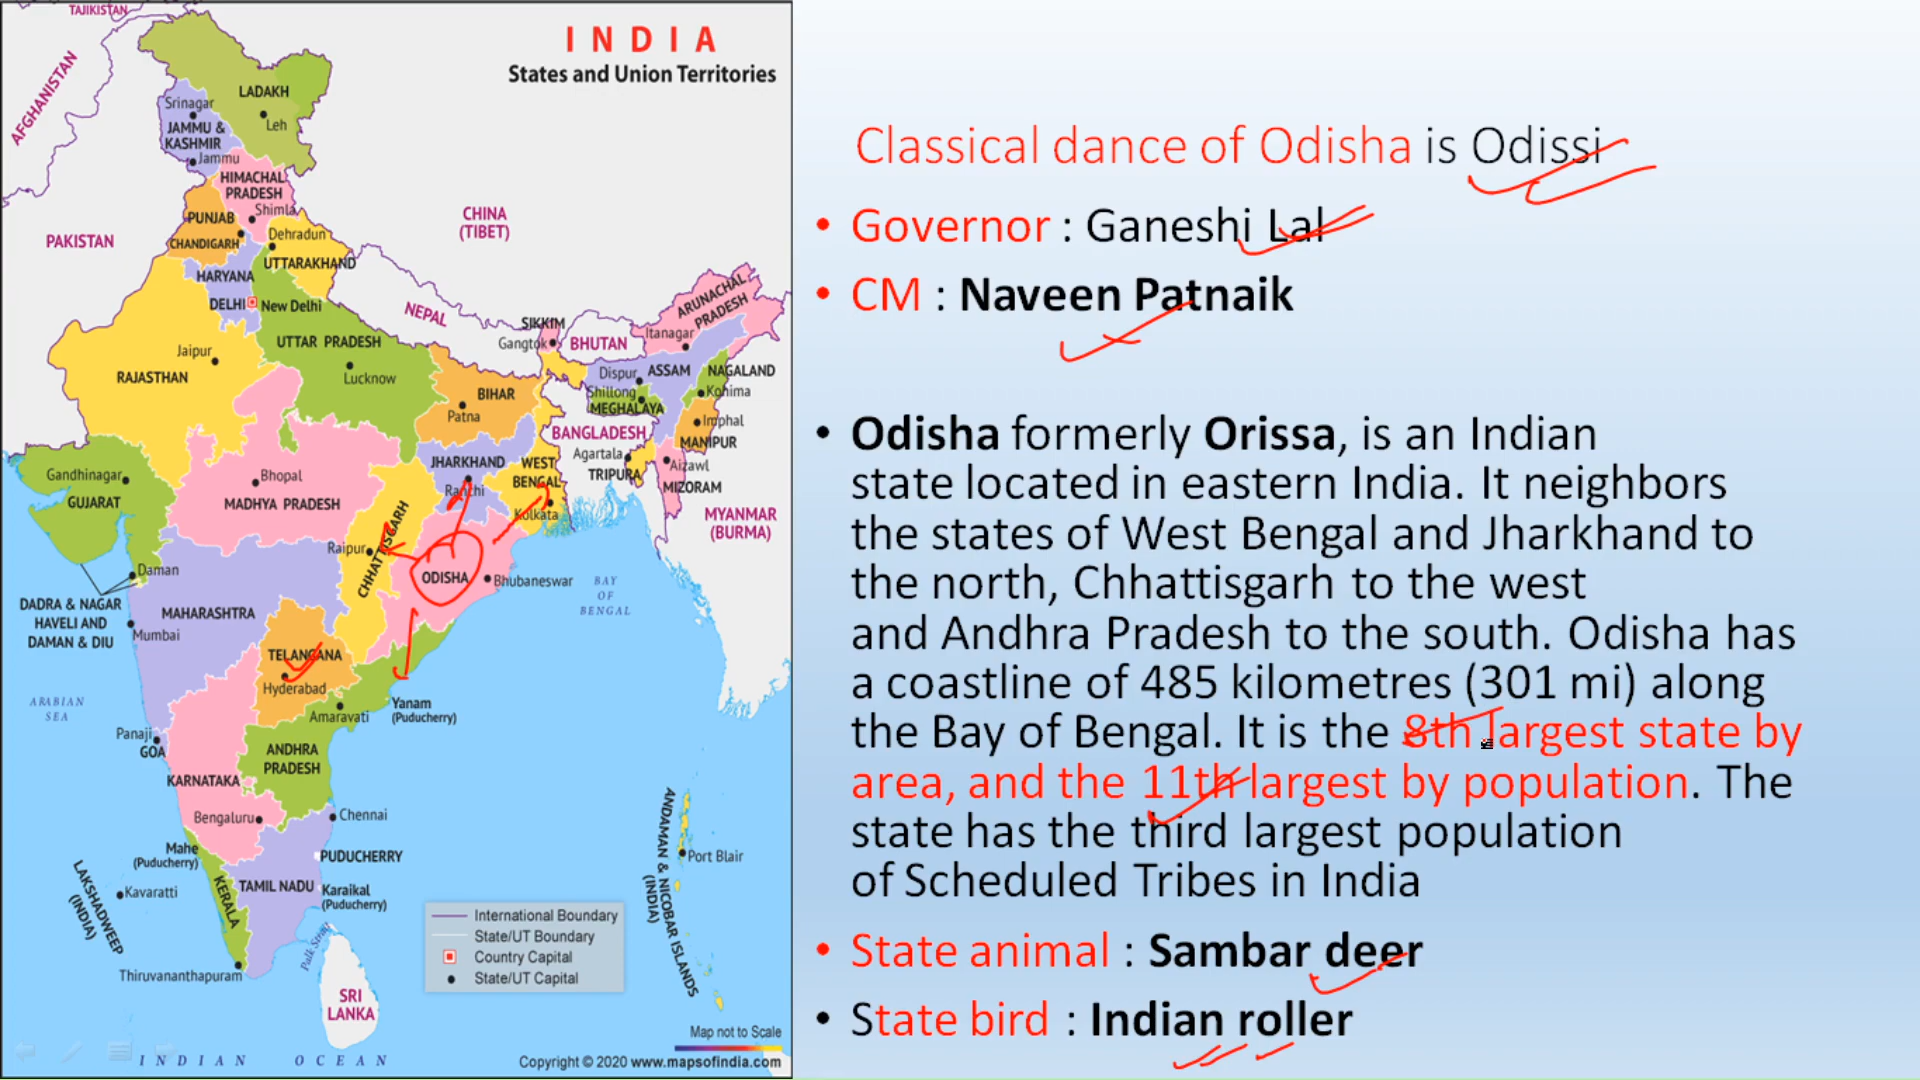 TAJIKISTAN
AFGHANISTAN
INDIA
States and Union Territories
LADAKH
Leh
Srinagar
JAMMU &
KASHMIR
Jammu
HIMACHAL
PRADESH
Shimla
PUNJAB
CHANDIGARH
Dehradun
UTTARAKHAND
HARYANA
DELHI
New Delhi
PAKISTAN
CHINA
(TIBET)
NEPAL
SIKKIM
Gangtok
BHUTAN
ARUNACHAL
PRADESH
Itanagar
Dispur
ASSAM
NAGALAND
Kohima
Shillong
MEGHALAYA
Imphal
MANIPUR
BANGLADESH
Agartala
TRIPURA
Aizawl
MIZORAM
MYANMAR
(BURMA)
Jaipur
RAJASTHAN
UTTAR PRADESH
Lucknow
BIHAR
Patna
JHARKHAND
Ranchi
WEST
BENGAL
Kolkata
Gandhinagar
GUJARAT
Bhopal
MADHYA PRADESH
CHHATTISGARH
Raipur
ODISHA
Bhubaneswar
BAY
OF
BENGAL
Daman
DADRA & NAGAR
HAVELI AND
DAMAN & DIU
MAHARASHTRA
Mumbai
TELANGANA
Hyderabad
Yanam
(Puducherry)
Amaravati
ARABIAN
SEA
Panaji
GOA
ANDHRA
PRADESH
KARNATAKA
Bengaluru
Chennai
Mahe
(Puducherry)
PUDUCHERRY
TAMIL NADU
Karaikal
(Puducherry)
KERALA
LAKSHADWEEP
(INDIA)
Kavaratti
Thiruvananthapuram
Palk Strait
SRI
LANKA
ANDAMAN & NICOBAR ISLANDS
(INDIA)
Port Blair
International Boundary
State/UT Boundary
Country Capital
State/UT Capital
Map not to Scale
INDIAN OCEAN
Copyright © 2020 www.mapsofindia.com
Classical dance of Odisha is Odissi
• Governor : Ganeshi Lal
• CM : Naveen Patnaik
• Odisha formerly Orissa, is an Indian
state located in eastern India. It neighbors
the states of West Bengal and Jharkhand to
the north, Chhattisgarh to the west
and Andhra Pradesh to the south. Odisha has
a coastline of 485 kilometres (301 mi) along
the Bay of Bengal. It is the 8th largest state by
area, and the 11th largest by population. The
state has the third largest population
of Scheduled Tribes in India
• State animal : Sambar deer
• State bird : Indian roller